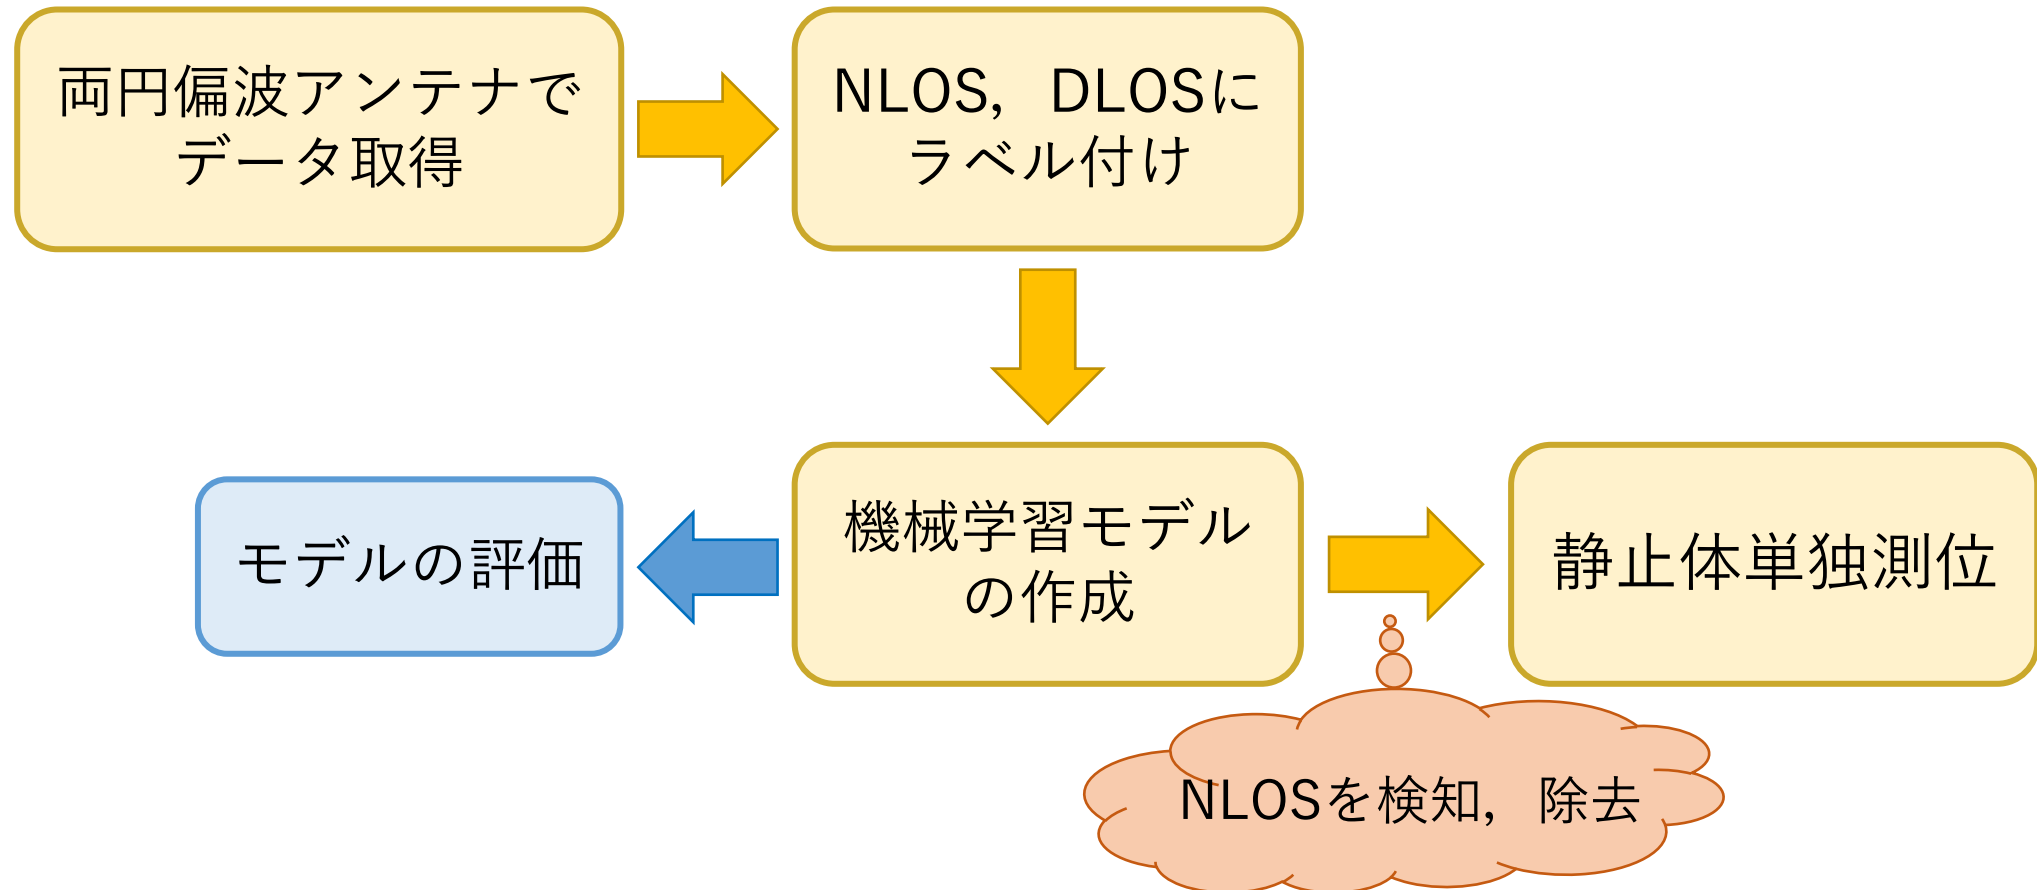 両円偏波アンテナで
データ取得
NLOS，DLOSに
ラベル付け
モデルの評価
機械学習モデル
の作成
静止体単独測位
NLOSを検知，除去